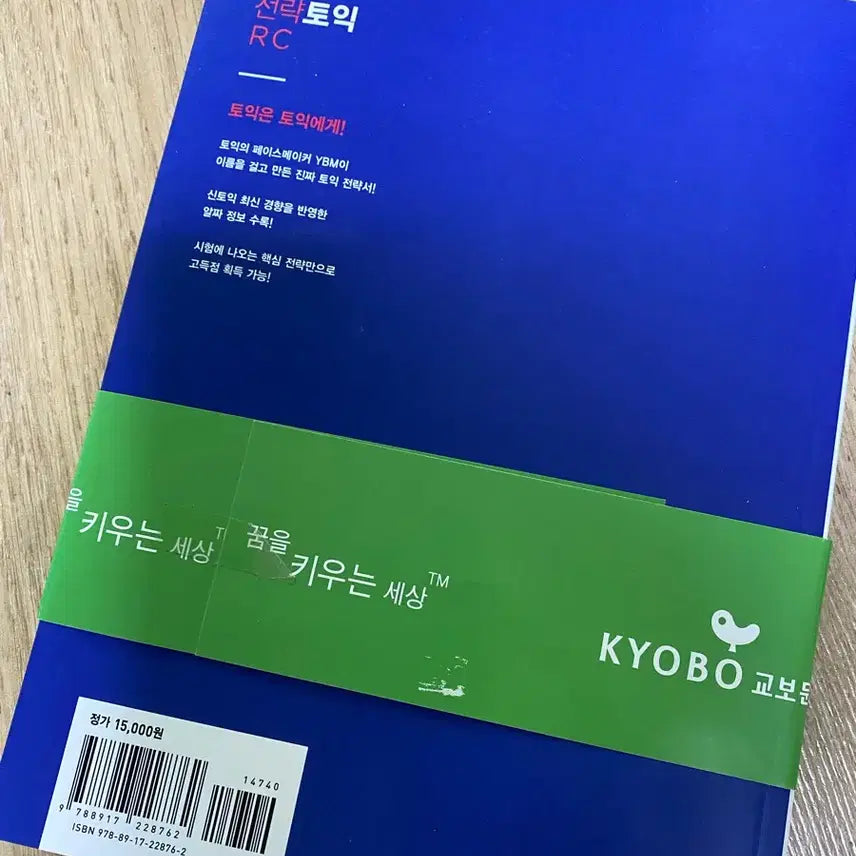 전략토익
RC
토익은 토익에게!
토익의 페이스메이커 YBM이
이름을 걸고 만든 진짜 토익 전략서!
신토익 최신 경향을 반영한
알짜 정보 수록!
시험에 나오는 핵심 전략만으로
고득점 획득 가능!
을
키우는 세상
꿈을
키우는 세상™
KYOBO 교보문
정가 15,000원
14740
9 788917 228762
ISBN 978-89-17-22876-2